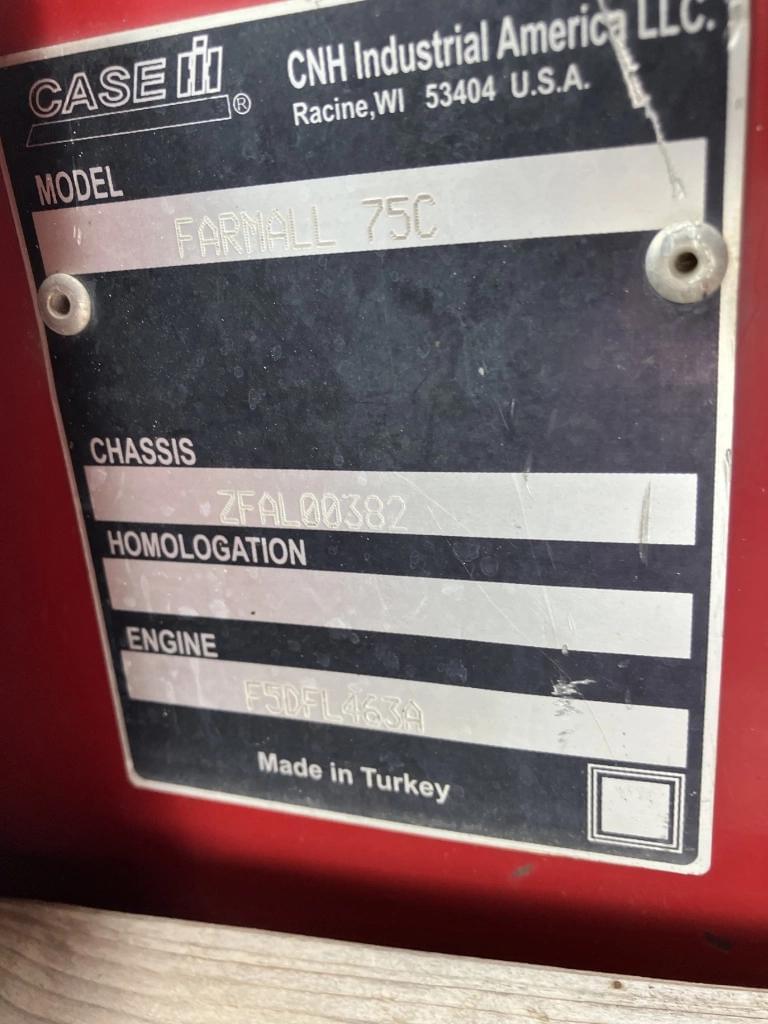 CASE IH ®
CNH Industrial America LLC.
Racine,WI 53404 U.S.A.
MODEL
FARMALL 75C
CHASSIS
ZFAL00382
HOMOLOGATION
ENGINE
F5DFL463A
Made in Turkey